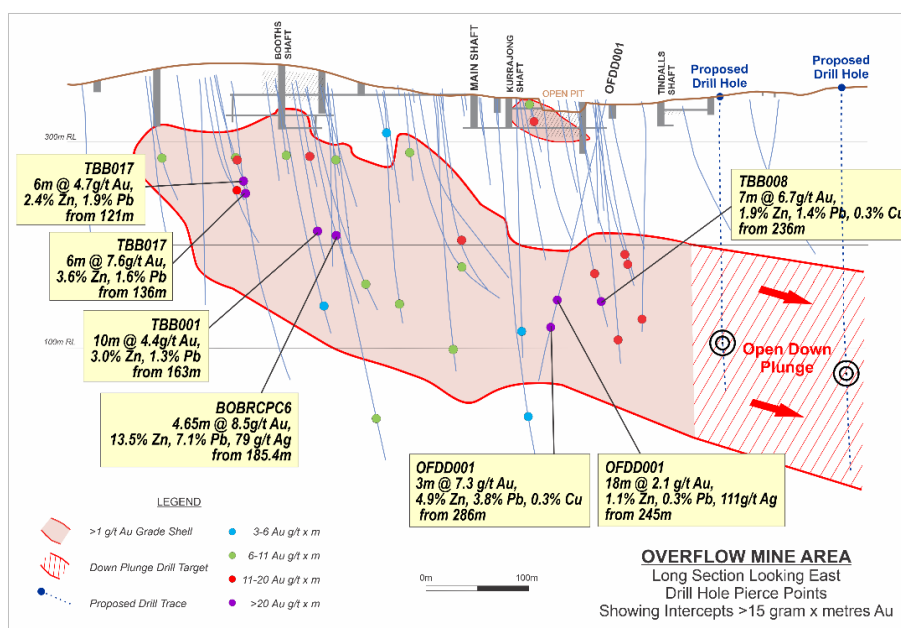 BOOTHS
SHAFT
MAIN SHAFT
KURRAJONG
SHAFT
OPEN PIT
OFDD001
TINDALLS
SHAFT
Proposed
Drill Hole
Proposed
Drill Hole
300m RL
TBB017
6m @ 4.7g/t Au,
2.4% Zn, 1.9% Pb
from 121m
TBB008
7m @ 6.7g/t Au,
1.9% Zn, 1.4% Pb, 0.3% Cu
from 236m
TBB017
6m @ 7.6g/t Au,
3.6% Zn, 1.6% Pb
from 136m
TBB001
10m @ 4.4g/t Au,
3.0% Zn, 1.3% Pb
from 163m
100m RL
Open Down
Plunge
BOBRCPC6
4.65m @ 8.5g/t Au,
13.5% Zn, 7.1% Pb, 79 g/t Ag
from 185.4m
OFDD001
3m @ 7.3 g/t Au,
4.9% Zn, 3.8% Pb, 0.3% Cu
from 286m
OFDD001
18m @ 2.1 g/t Au,
1.1% Zn, 0.3% Pb, 111g/t Ag
from 245m
LEGEND
>1 g/t Au Grade Shell
Down Plunge Drill Target
Proposed Drill Trace
3-6 Au g/t x m
6-11 Au g/t x m
11-20 Au g/t x m
>20 Au g/t x m
0m 100m
OVERFLOW MINE AREA
Long Section Looking East
Drill Hole Pierce Points
Showing Intercepts >15 gram x metres Au